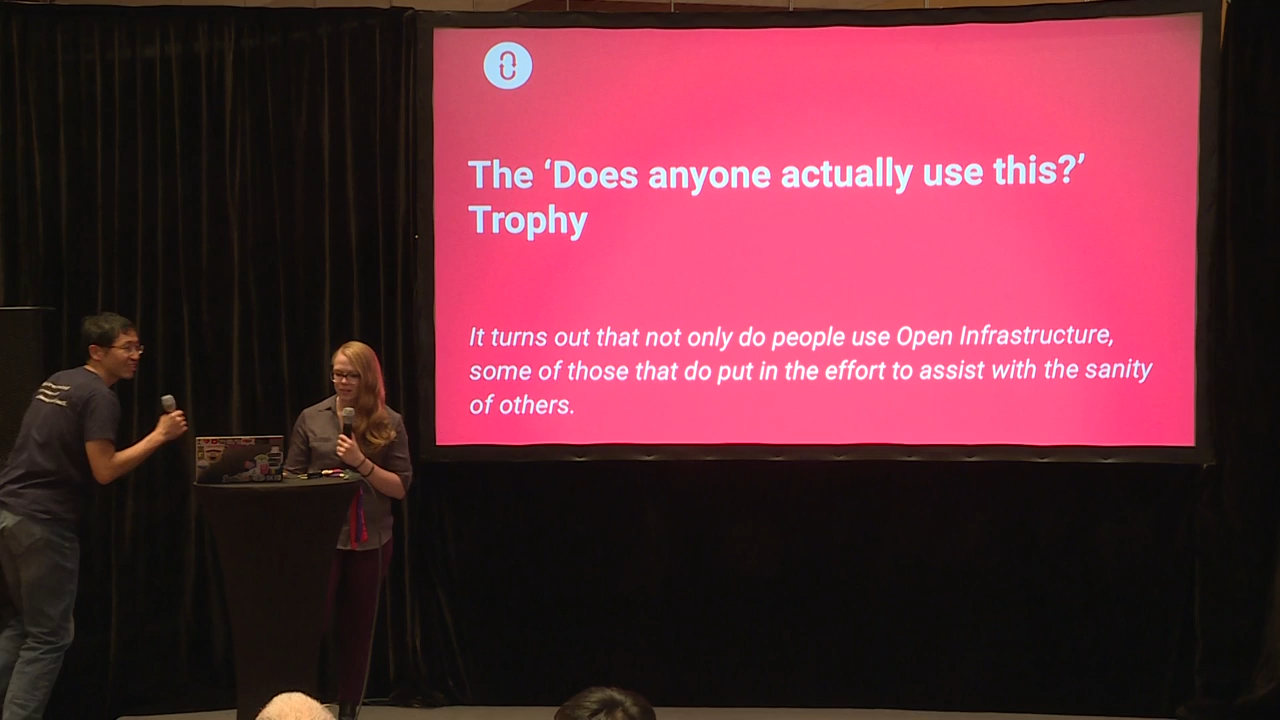 The ‘Does anyone actually use this?’
Trophy
It turns out that not only do people use Open Infrastructure,
some of those that do put in the effort to assist with the sanity
of others.